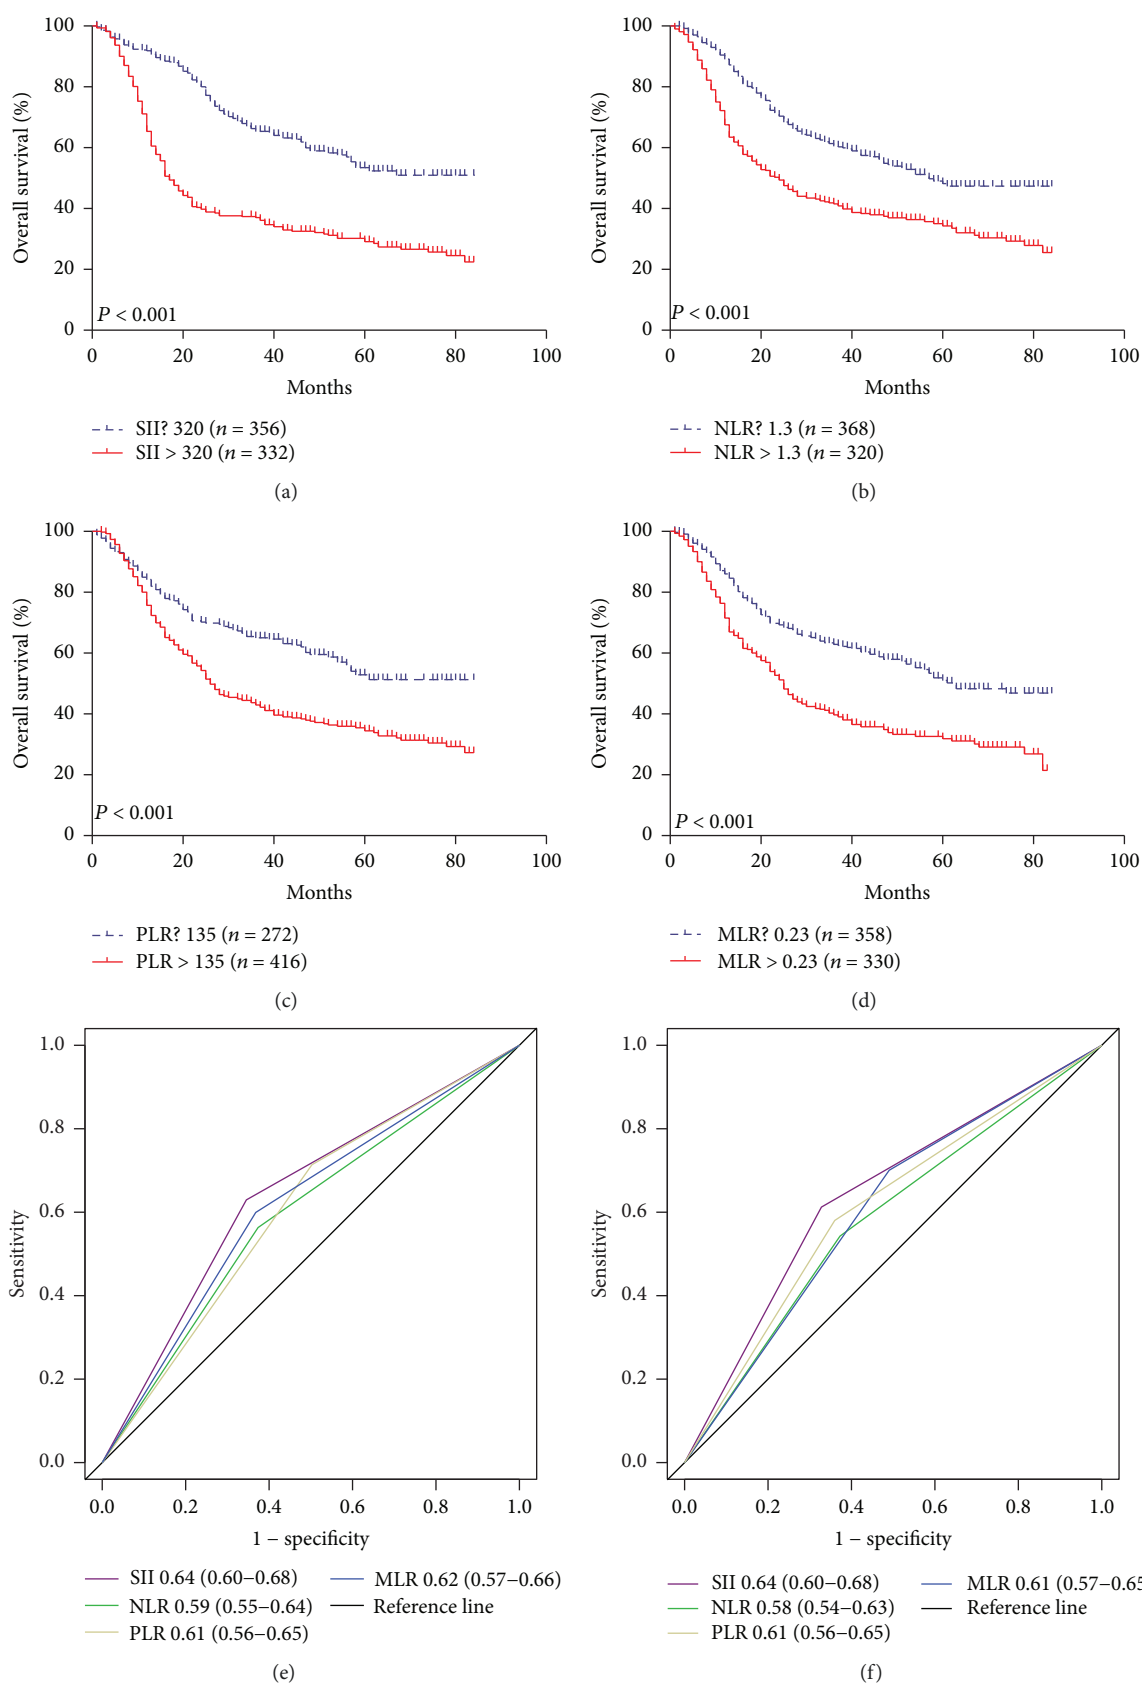 100
80
60
40
20
0
Overall survival (%)
P < 0.001
0 20 40 60 80 100
Months
SII? 320 (n = 356)
SII > 320 (n = 332)
(a)
100
80
60
40
20
0
Overall survival (%)
P < 0.001
0 20 40 60 80 100
Months
NLR? 1.3 (n = 368)
NLR > 1.3 (n = 320)
(b)
100
80
60
40
20
0
Overall survival (%)
P < 0.001
0 20 40 60 80 100
Months
PLR? 135 (n = 272)
PLR > 135 (n = 416)
(c)
100
80
60
40
20
0
Overall survival (%)
P < 0.001
0 20 40 60 80 100
Months
MLR? 0.23 (n = 358)
MLR > 0.23 (n = 330)
(d)
1.0
0.8
0.6
0.4
0.2
0.0
Sensitivity
0.0 0.2 0.4 0.6 0.8 1.0
1 − specificity
SII 0.64 (0.60−0.68)
NLR 0.59 (0.55−0.64)
PLR 0.61 (0.56−0.65)
MLR 0.62 (0.57−0.66)
Reference line
(e)
1.0
0.8
0.6
0.4
0.2
0.0
Sensitivity
0.0 0.2 0.4 0.6 0.8 1.0
1 − specificity
SII 0.64 (0.60−0.68)
NLR 0.58 (0.54−0.63)
PLR 0.61 (0.56−0.65)
MLR 0.61 (0.57−0.65
Reference line
(f)